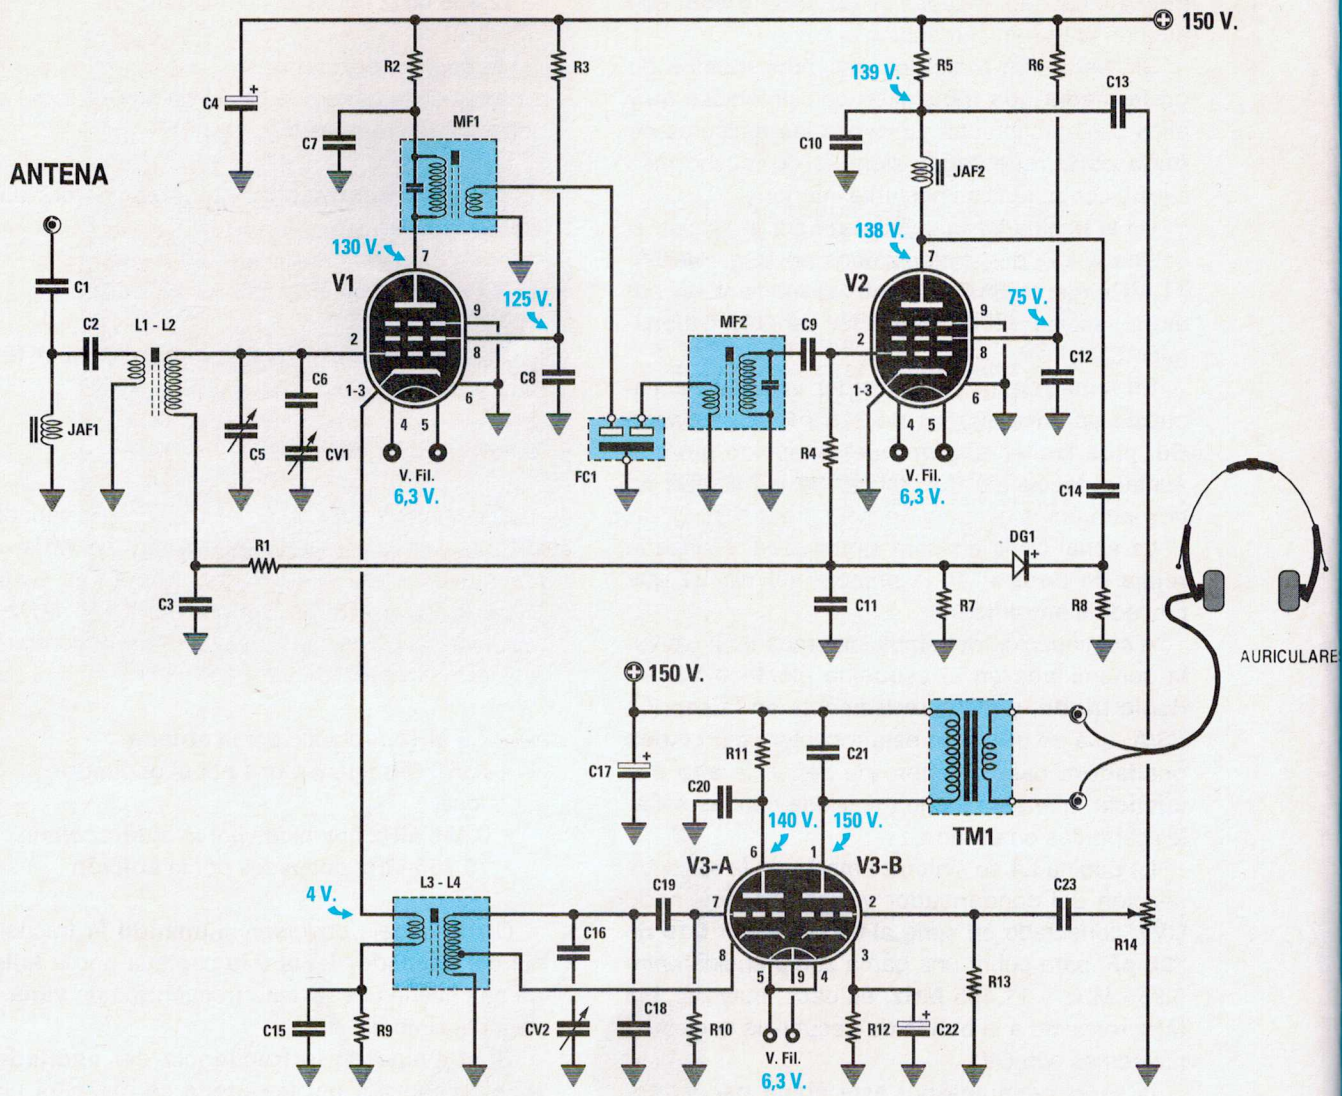 150 V.
R2
R3
139 V.
R5
R6
C13
C4
+
C7
MF1
C10
JAF2
ANTENA
130 V.
7
V1
138 V.
7
V2
C1
C2
L1 - L2
125 V.
9
MF2
C9
75 V.
9
2
8
2
8
C6
1-3
6
C8
1-3
6
C12
JAF1
C5
CV1
4
5
FC1
R4
4
5
V. Fil.
6,3 V.
V. Fil.
6,3 V.
C14
R1
DG1
+
C3
C11
R7
R8
AURICULARE
150 V.
R11
C21
C17
+
C20
TM1
140 V.
150 V.
6
1
V3-A
V3-B
4 V.
L3 - L4
C19
7
2
C23
C16
8
3
R14
5
9
4
R13
C15
R9
CV2
C18
R10
R12
+
C22
V. Fil.
6,3 V.